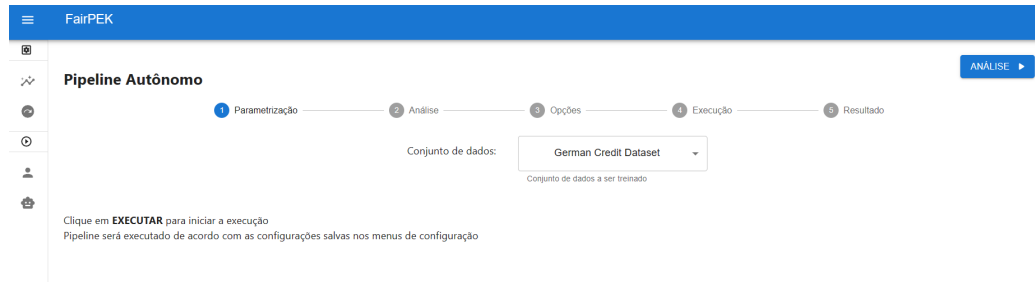 FairPEK
ANÁLISE
Pipeline Autônomo
1 Parametrização 2 Análise 3 Opções 4 Execução 5 Resultado
Conjunto de dados: German Credit Dataset
Conjunto de dados a ser treinado
Clique em EXECUTAR para iniciar a execução
Pipeline será executado de acordo com as configurações salvas nos menus de configuração